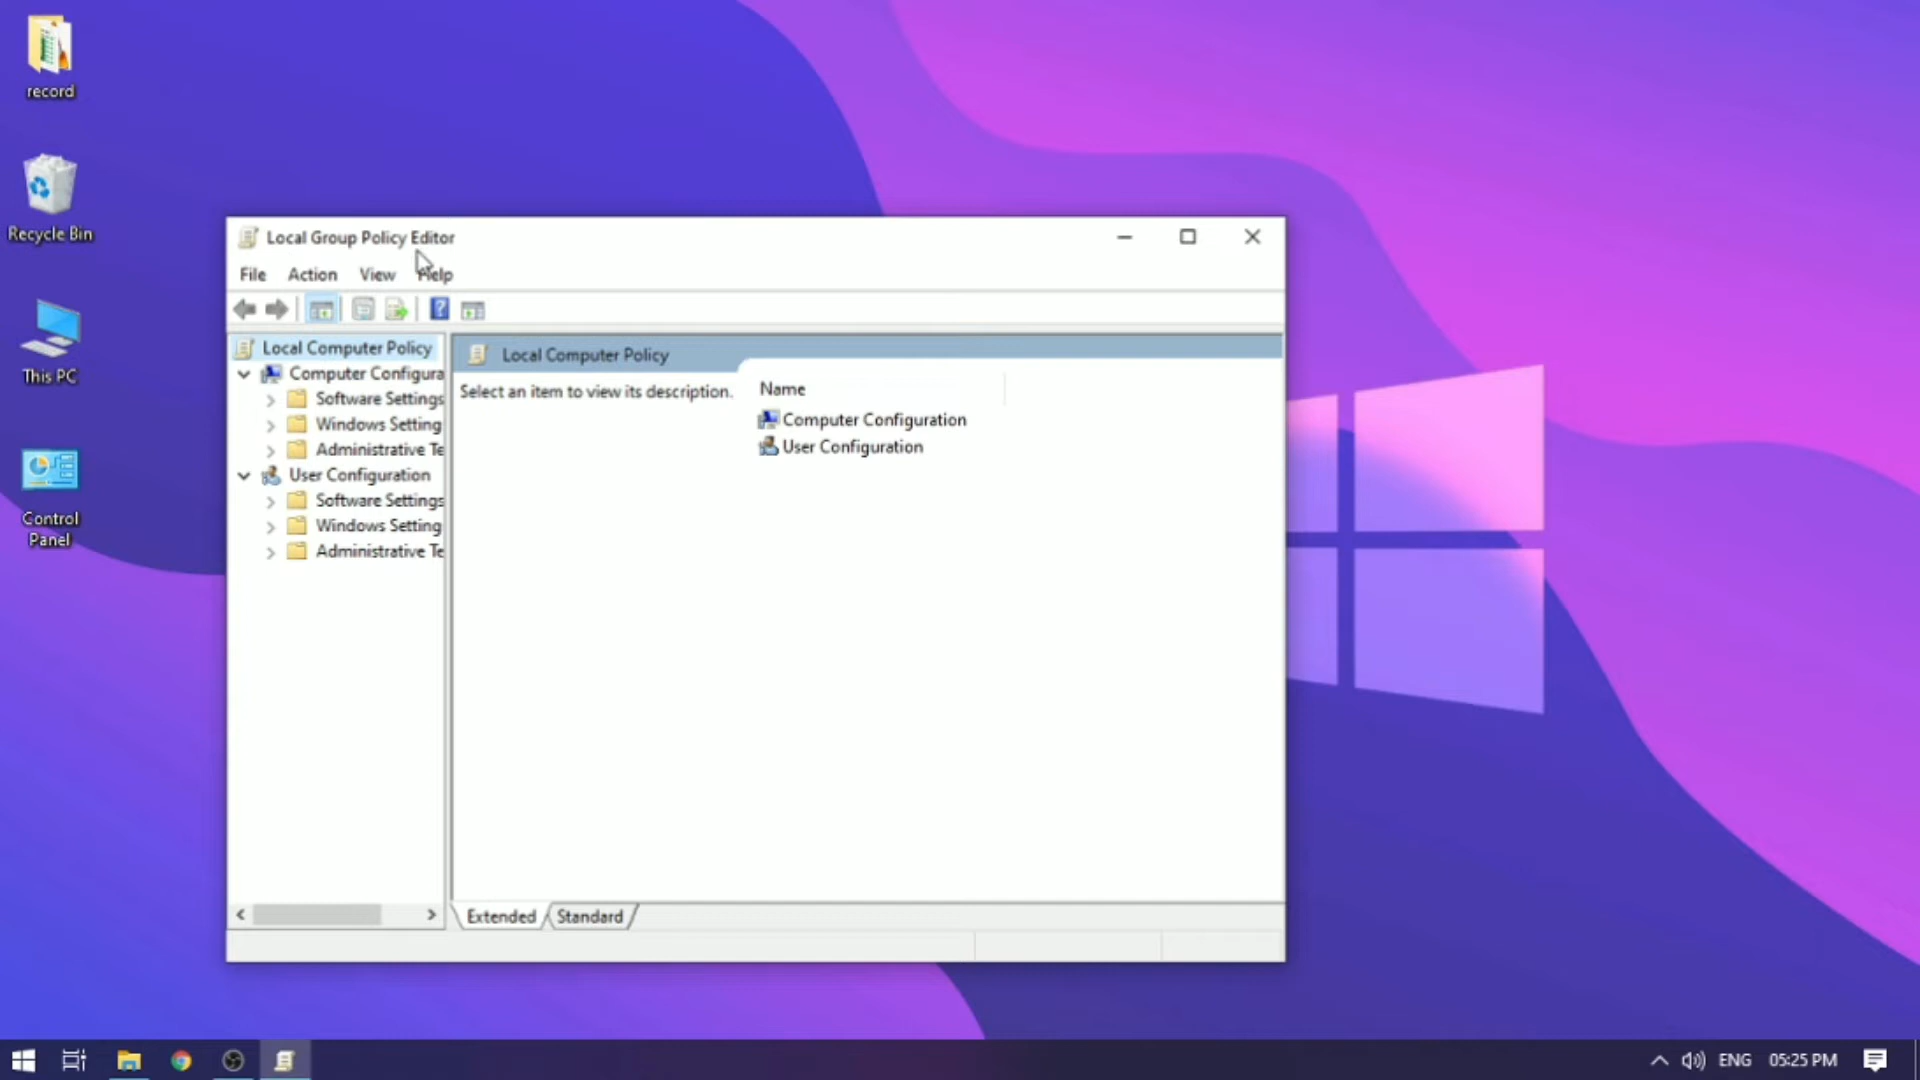 record
Recycle Bin
This PC
Control
Panel
Local Group Policy Editor
File Action View Help
Local Computer Policy
Computer Configura
Software Settings
Windows Setting
Administrative Te
User Configuration
Software Settings
Windows Setting
Administrative Te
Local Computer Policy
Select an item to view its description.
Name
Computer Configuration
User Configuration
Extended
Standard
ENG
05:25 PM